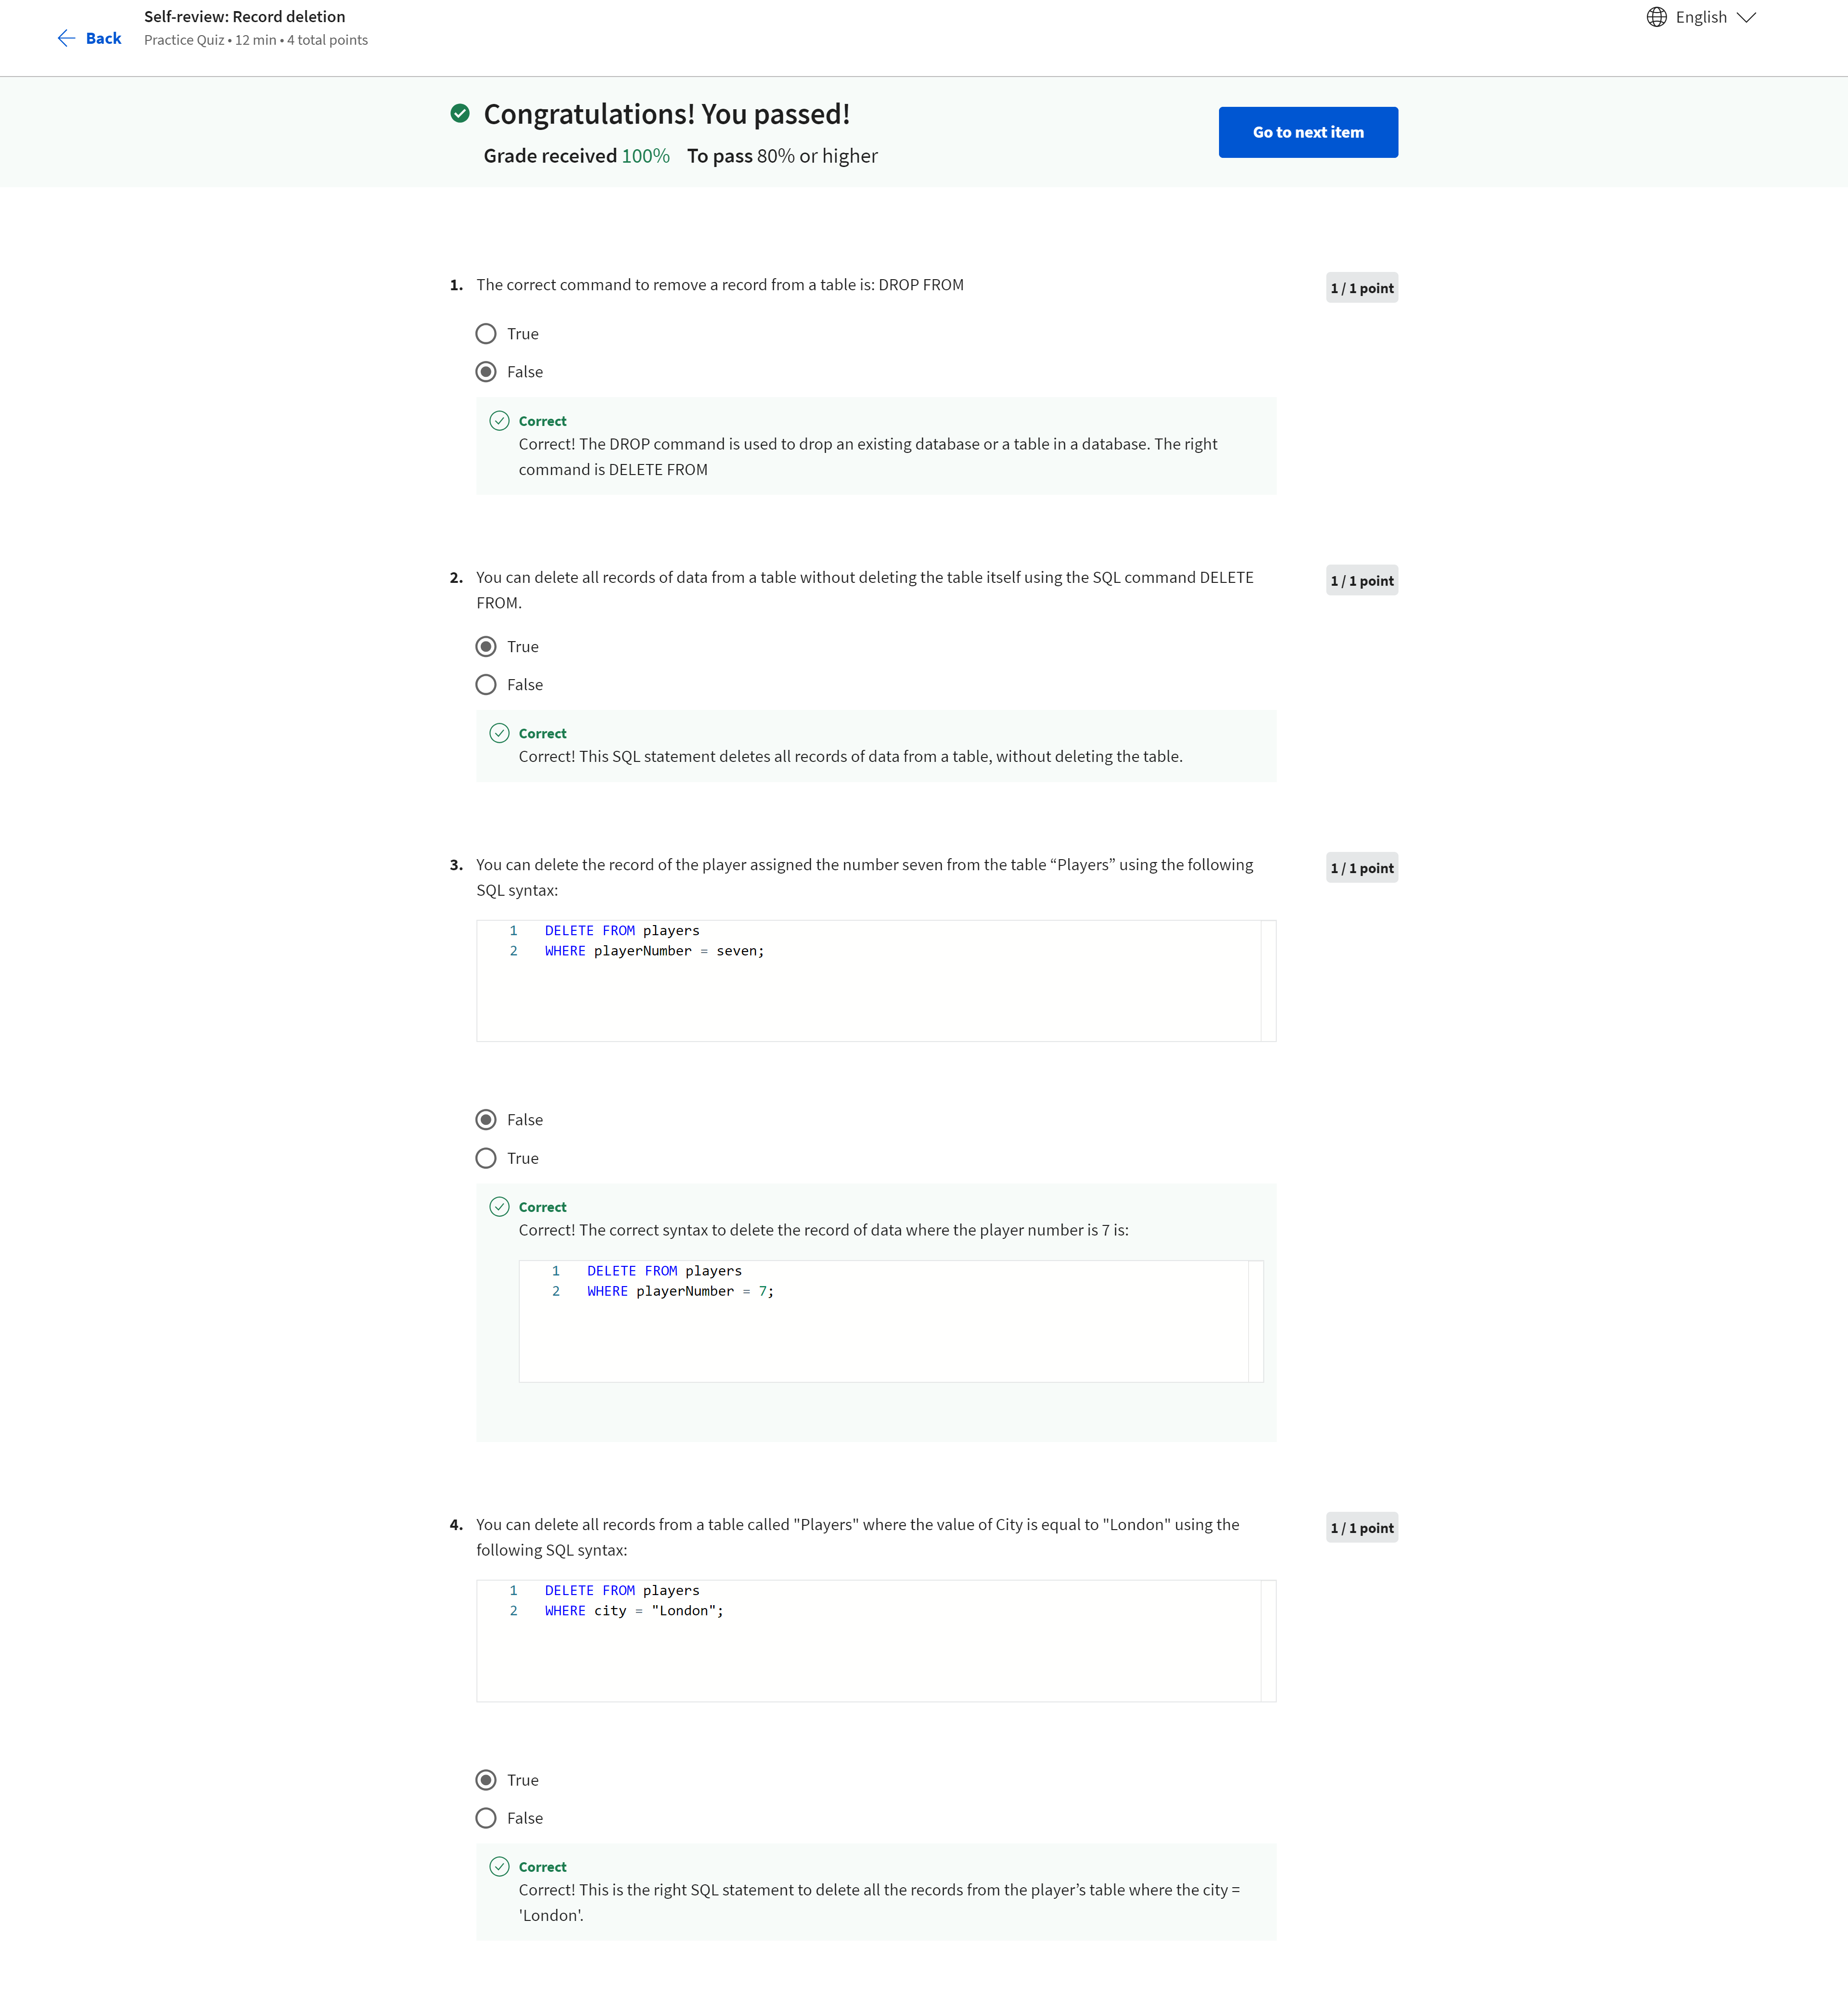 Self-review: Record deletion
Back
Practice Quiz • 12 min • 4 total points
English
Congratulations! You passed!
Grade received 100% To pass 80% or higher
Go to next item
1. The correct command to remove a record from a table is: DROP FROM
1 / 1 point
True
False
Correct
Correct! The DROP command is used to drop an existing database or a table in a database. The right
command is DELETE FROM
2. You can delete all records of data from a table without deleting the table itself using the SQL command DELETE
FROM.
1 / 1 point
True
False
Correct
Correct! This SQL statement deletes all records of data from a table, without deleting the table.
3. You can delete the record of the player assigned the number seven from the table “Players” using the following
SQL syntax:
1 / 1 point
1 DELETE FROM players
2 WHERE playerNumber = seven;
False
True
Correct
Correct! The correct syntax to delete the record of data where the player number is 7 is:
1 DELETE FROM players
2 WHERE playerNumber = 7;
4. You can delete all records from a table called "Players" where the value of City is equal to "London" using the
following SQL syntax:
1 / 1 point
1 DELETE FROM players
2 WHERE city = "London";
True
False
Correct
Correct! This is the right SQL statement to delete all the records from the player’s table where the city =
'London'.